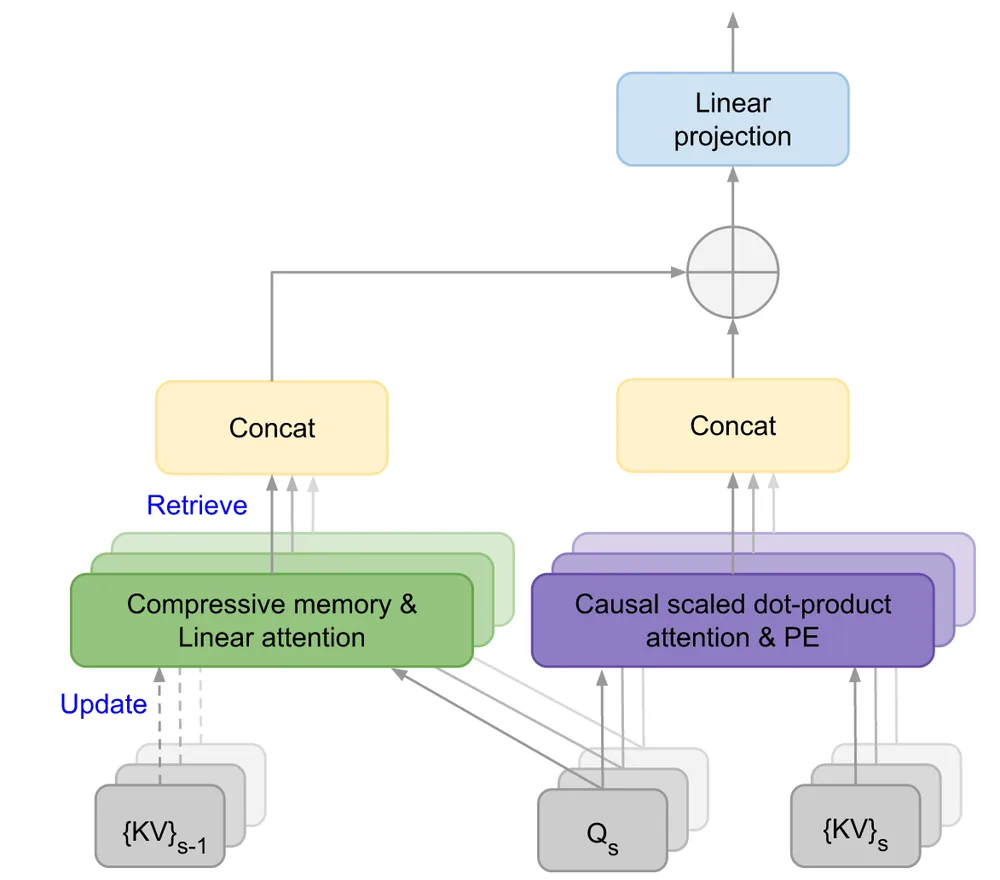 Linear
projection
Concat
Concat
Retrieve
Compressive memory &
Linear attention
Causal scaled dot-product
attention & PE
Update
{KV}s-1
Qs
{KV}s